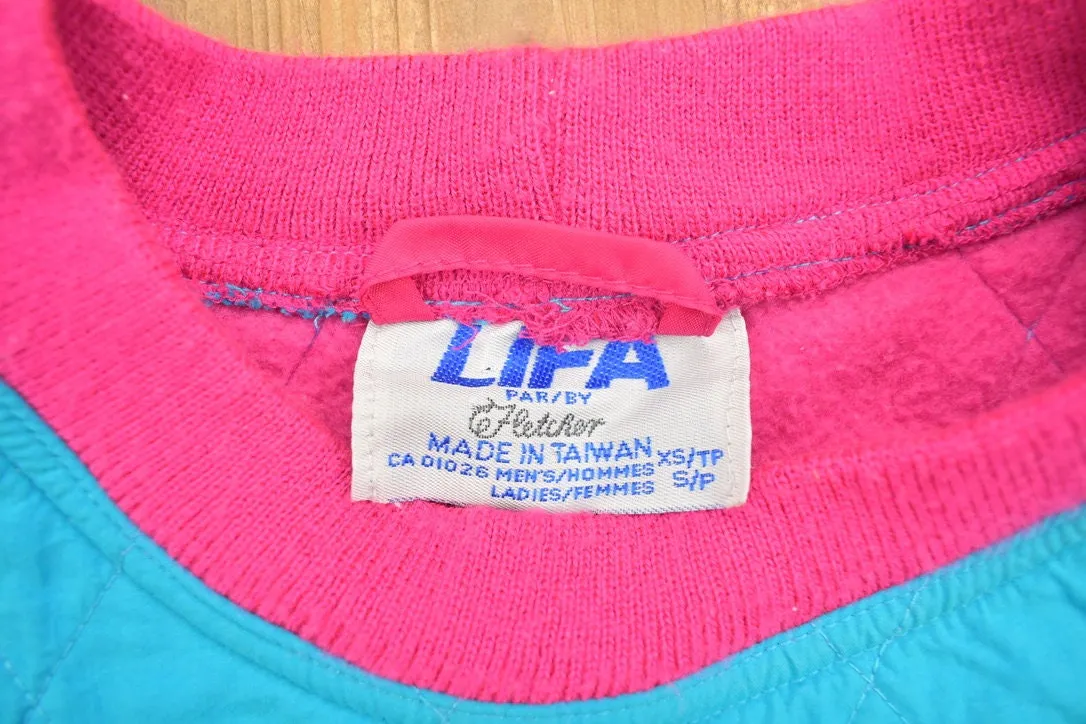 LIFA
PAR/BY
Fletcher
MADE IN TAIWAN
CA 01026 MEN'S/HOMMES XS/TP
LADIES/FEMMES S/P